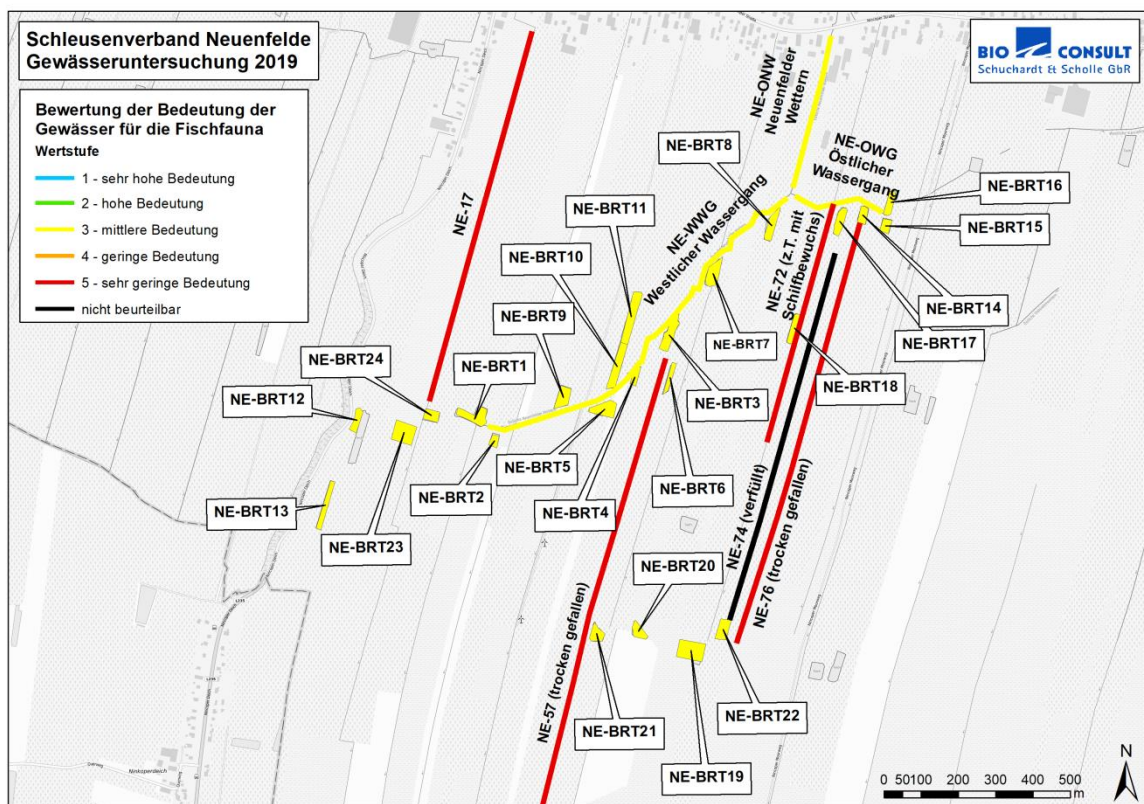 Schleusenverband Neuenfelde
Gewässeruntersuchung 2019
BIO CONSULT
Schuchardt & Scholle GbR
Bewertung der Bedeutung der
Gewässer für die Fischfauna
Wertstufe
1 - sehr hohe Bedeutung
2 - hohe Bedeutung
3 - mittlere Bedeutung
4 - geringe Bedeutung
5 - sehr geringe Bedeutung
nicht beurteilbar
NE-17
NE-ONW
Neuenfelder
Wettern
NE-OWG
Östlicher
Wassergang
NE-BRT8
NE-BRT16
NE-BRT15
NE-BRT11
NE-WWG
Westlicher Wassergang
NE-BRT10
NE-72 (z.T. mit
Schilfbewuchs)
NE-BRT14
NE-BRT9
NE-BRT17
NE-BRT7
NE-BRT24
NE-BRT1
NE-BRT18
NE-BRT12
NE-BRT3
NE-BRT5
NE-BRT6
NE-BRT2
NE-BRT13
NE-BRT4
NE-BRT23
NE-74 (verfüllt)
NE-76 (trocken gefallen)
NE-BRT20
NE-57 (trocken gefallen)
NE-BRT21
NE-BRT22
NE-BRT19
Ninkoperdeich
N
0 50100 200 300 400 500
m